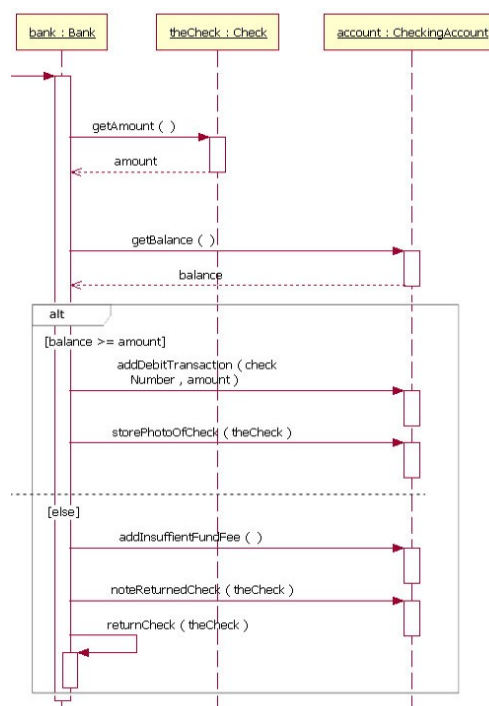 bank : Bank
theCheck : Check
account : CheckingAccount
getAmount ( )
amount
getBalance ( )
balance
alt
[balance >= amount]
addDebitTransaction ( check
Number , amount )
storePhotoOfCheck ( theCheck )
[else]
addInsuffientFundFee ( )
noteReturnedCheck ( theCheck )
returnCheck ( theCheck )